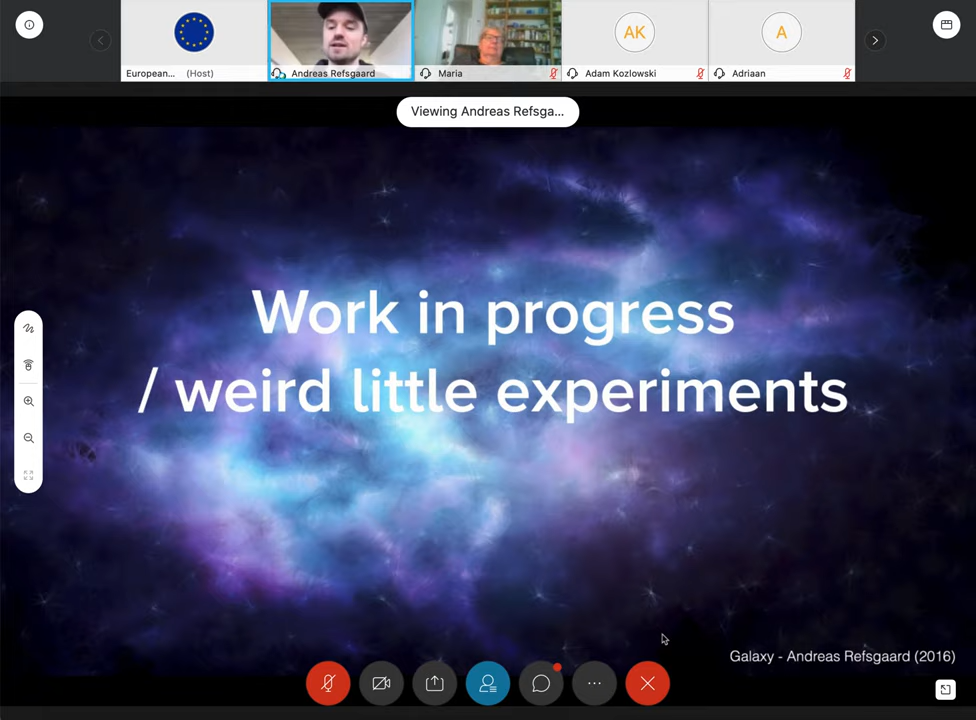 European... (Host)
Andreas Refsgaard
Maria
AK
Adam Kozlowski
A
Adriaan
Viewing Andreas Refsga...
Work in progress
/ weird little experiments
Galaxy - Andreas Refsgaard (2016)